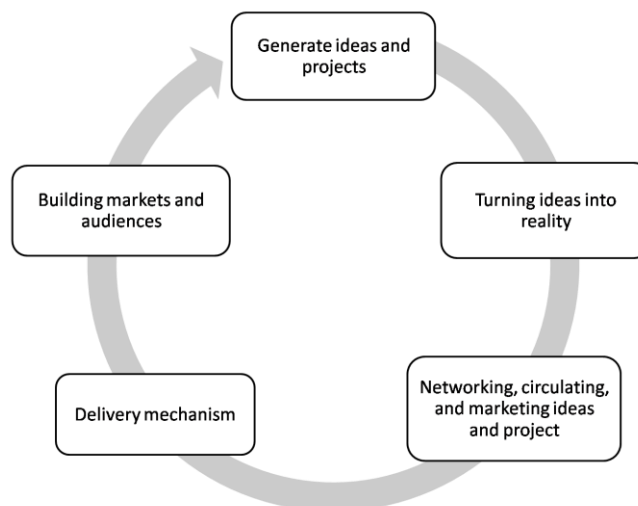 Generate ideas and
projects
Turning ideas into
reality
Networking, circulating,
and marketing ideas
and project
Delivery mechanism
Building markets and
audiences